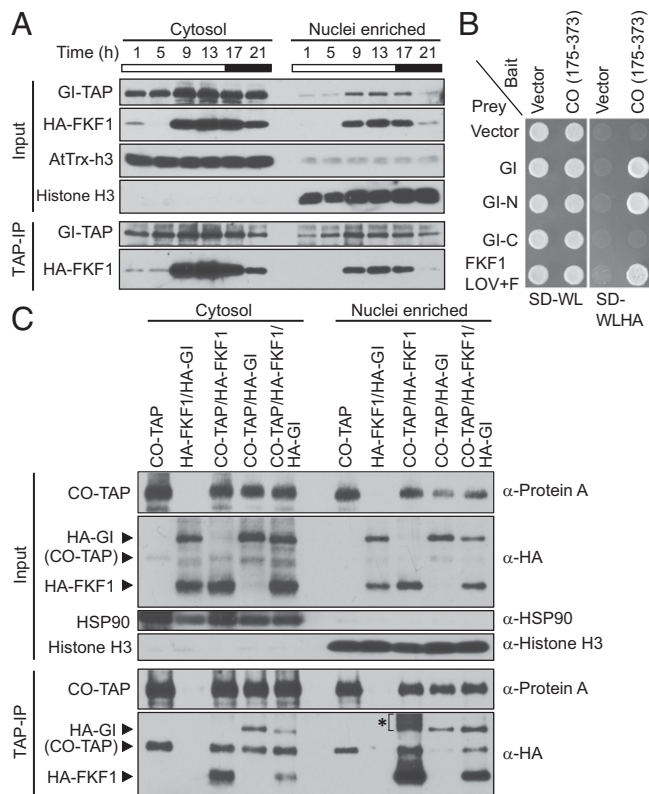 A
Cytosol
Nuclei enriched
Time (h) 1 5 9 13 17 21 1 5 9 13 17 21
Input
GI-TAP
HA-FKF1
AtTrx-h3
Histone H3
TAP-IP
GI-TAP
HA-FKF1
B
Bait
Prey
Vector
CO (175-373)
Vector
CO (175-373)
Vector
GI
GI-N
GI-C
FKF1
LOV+F
SD-WL
SD-
WLHA
C
Cytosol
Nuclei enriched
CO-TAP
HA-FKF1/HA-GI
CO-TAP/HA-FKF1
CO-TAP/HA-GI
CO-TAP/HA-FKF1/
HA-GI
CO-TAP
HA-FKF1/HA-GI
CO-TAP/HA-FKF1
CO-TAP/HA-GI
CO-TAP/HA-FKF1/
HA-GI
Input
CO-TAP
α-Protein A
HA-GI
(CO-TAP)
α-HA
HA-FKF1
HSP90
α-HSP90
Histone H3
α-Histone H3
TAP-IP
CO-TAP
α-Protein A
HA-GI
*
(CO-TAP)
α-HA
HA-FKF1